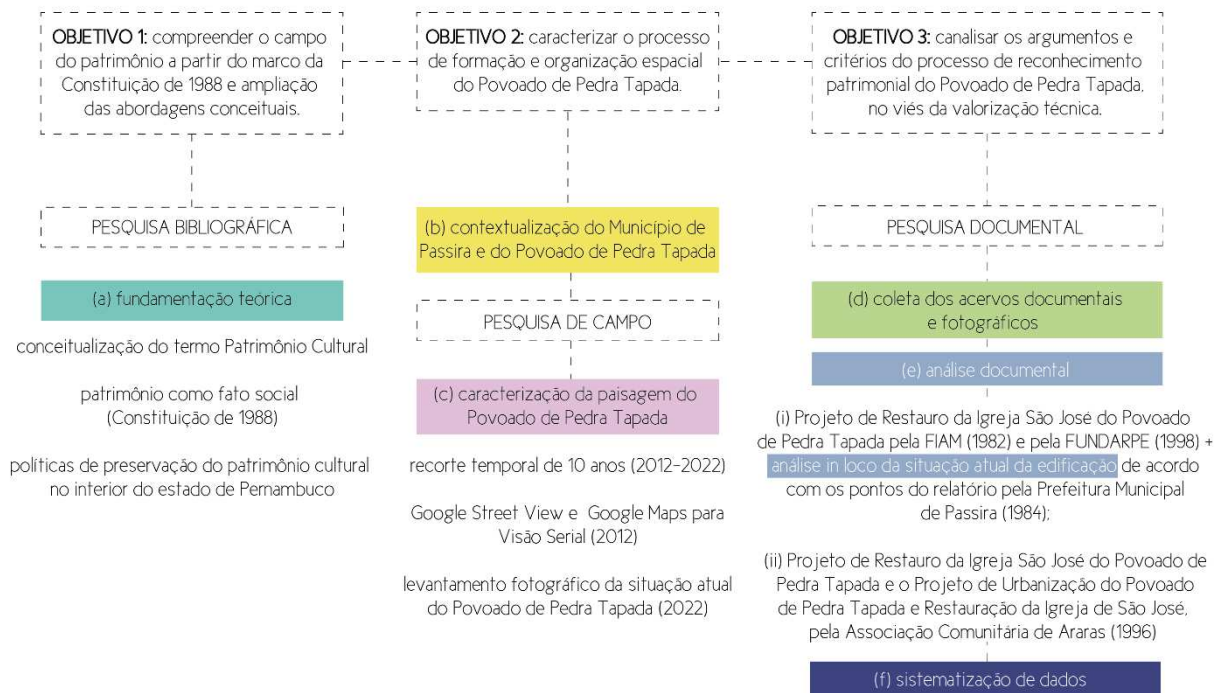 OBJETIVO 1: compreender o campo
do patrimônio a partir do marco da
Constituição de 1988 e ampliação
das abordagens conceituais.
PESQUISA BIBLIOGRÁFICA
(a) fundamentação teórica
conceitualização do termo Patrimônio Cultural
patrimônio como fato social
(Constituição de 1988)
políticas de preservação do patrimônio cultural
no interior do estado de Pernambuco
OBJETIVO 2: caracterizar o processo
de formação e organização espacial
do Povoado de Pedra Tapada.
(b) contextualização do Município de
Passira e do Povoado de Pedra Tapada
PESQUISA DE CAMPO
(c) caracterização da paisagem do
Povoado de Pedra Tapada
recorte temporal de 10 anos (2012-2022)
Google Street View e Google Maps para
Visão Serial (2012)
levantamento fotográfico da situação atual
do Povoado de Pedra Tapada (2022)
OBJETIVO 3: canalisar os argumentos e
critérios do processo de reconhecimento
patrimonial do Povoado de Pedra Tapada,
no viés da valorização técnica.
PESQUISA DOCUMENTAL
(d) coleta dos acervos documentais
e fotográficos
(e) análise documental
(i) Projeto de Restauro da Igreja São José do Povoado
de Pedra Tapada pela FIAM (1982) e pela FUNDARPE (1998) +
análise in loco da situação atual da edificação de acordo
com os pontos do relatório pela Prefeitura Municipal
de Passira (1984);
(ii) Projeto de Restauro da Igreja São José do Povoado de
Pedra Tapada e o Projeto de Urbanização do Povoado
de Pedra Tapada e Restauração da Igreja de São José,
pela Associação Comunitária de Araras (1996)
(f) sistematização de dados